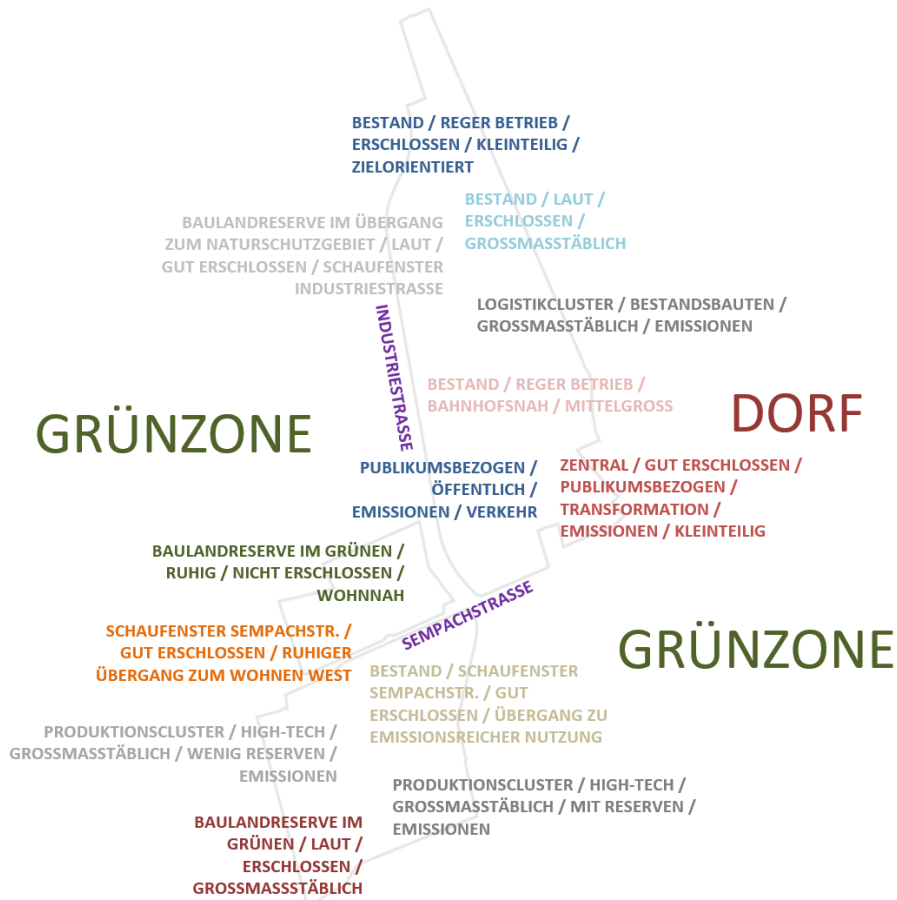 BESTAND / REGER BETRIEB /
ERSCHLOSSEN / KLEINTEILIG /
ZIELORIENTIERT
BESTAND / LAUT /
ERSCHLOSSEN /
GROSSMASSTÄBLICH
BAULANDRESERVE IM ÜBERGANG
ZUM NATURSCHUTZGEBIET / LAUT /
GUT ERSCHLOSSEN / SCHAUFENSTER
INDUSTRIESTRASSE
LOGISTIKCLUSTER / BESTANDSBAUTEN /
GROSSMASSTÄBLICH / EMISSIONEN
INDUSTRIESTRASSE
BESTAND / REGER BETRIEB /
BAHNHOFSNAH / MITTELGROSS
DORF
GRÜNZONE
PUBLIKUMSBEZOGEN /
ÖFFENTLICH /
EMISSIONEN / VERKEHR
ZENTRAL / GUT ERSCHLOSSEN /
PUBLIKUMSBEZOGEN /
TRANSFORMATION /
EMISSIONEN / KLEINTEILIG
BAULANDRESERVE IM GRÜNEN /
RUHIG / NICHT ERSCHLOSSEN /
WOHNNAH
SEMPACHSTRASSE
SCHAUFENSTER SEMPACHSTR. /
GUT ERSCHLOSSEN / RUHIGER
ÜBERGANG ZUM WOHNEN WEST
GRÜNZONE
BESTAND / SCHAUFENSTER
SEMPACHSTR. / GUT
ERSCHLOSSEN / ÜBERGANG ZU
EMISSIONSREICHER NUTZUNG
PRODUKTIONSCLUSTER / HIGH-TECH /
GROSSMASSTÄBLICH / WENIG RESERVEN /
EMISSIONEN
PRODUKTIONSCLUSTER / HIGH-TECH /
GROSSMASSTÄBLICH / MIT RESERVEN /
EMISSIONEN
BAULANDRESERVE IM
GRÜNEN / LAUT /
ERSCHLOSSEN /
GROSSMASSSTÄBLICH